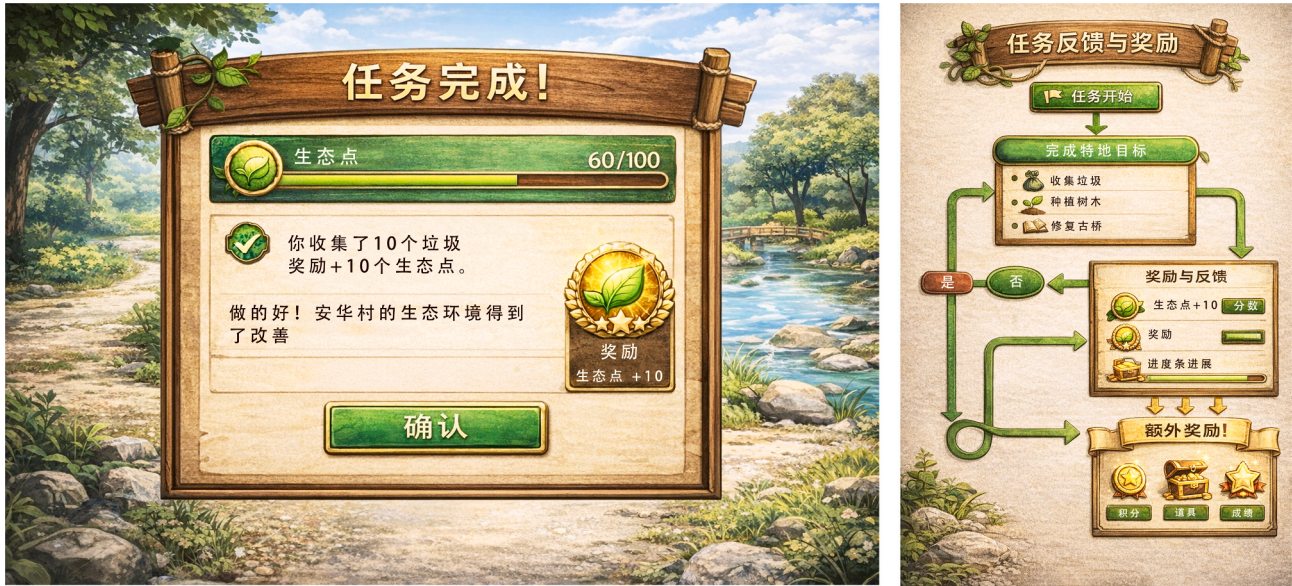 任务完成!
生态点
60/100
你收集了10个垃圾
奖励+10个生态点。
做的好!安华村的生态环境得到
了改善
奖励
生态点 +10
确认
任务反馈与奖励
任务开始
完成特地目标
收集垃圾
种植树木
修复古桥
是
否
奖励与反馈
生态点+10 分数
奖励
进度条进展
额外奖励!
积分 道具 成绩